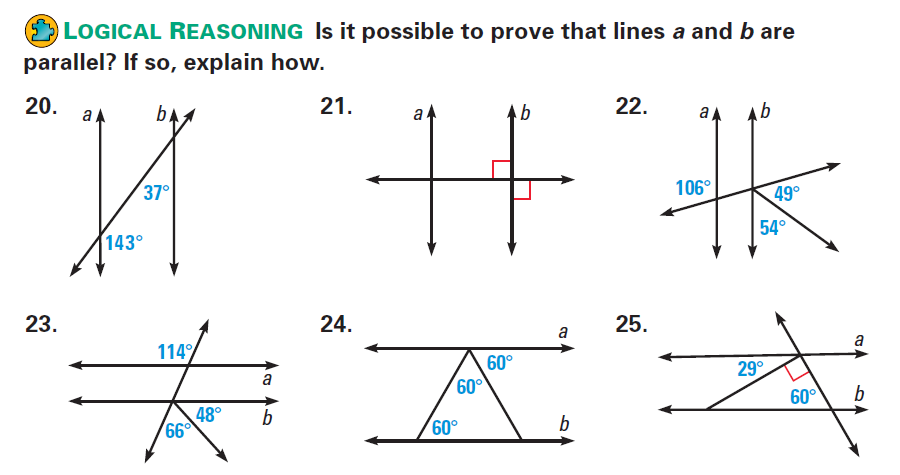 LOGICAL REASONING Is it possible to prove that lines a and b are
parallel? If so, explain how.
20. a b 37° 143°
21. a b
22. a b 106° 49° 54°
23. 114° a 48° b 66°
24. a 60° 60° 60° b
25. a 29° 60° b